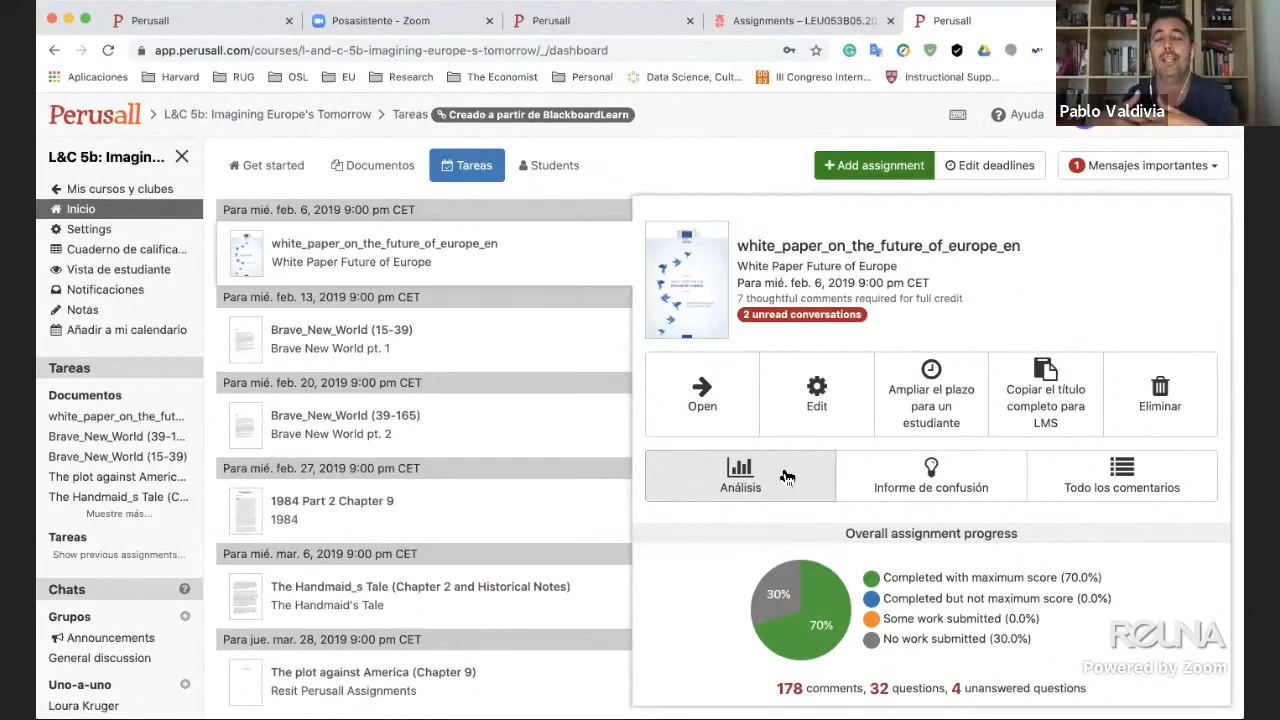 Perusall
Posasistente - Zoom
Perusall
Assignments – LEU053B05.20
Perusall
app.perusall.com/courses/l-and-c-5b-imagining-europe-s-tomorrow/_/dashboard
Aplicaciones
Harvard
RUG
OSL
EU
Research
The Economist
Personal
Data Science, Cult...
III Congreso Intern...
Instructional Supp...
Pablo Valdivia
Perusall
L&C 5b: Imagining Europe's Tomorrow
Tareas
Creado a partir de BlackboardLearn
Ayuda
L&C 5b: Imagin...
Mis cursos y clubes
Inicio
Settings
Cuaderno de califica...
Vista de estudiante
Notificaciones
Notas
Añadir a mi calendario
Tareas
Documentos
white_paper_on_the_fut...
Brave_New_World (39-1...
Brave_New_World (15-39)
The plot against Americ...
The Handmaid_s Tale (C...
Muestre más...
Tareas
Show previous assignments...
Chats
Grupos
Announcements
General discussion
Uno-a-uno
Loura Kruger
Get started
Documentos
Tareas
Students
Add assignment
Edit deadlines
1 Mensajes importantes
Para mié. feb. 6, 2019 9:00 pm CET
white_paper_on_the_future_of_europe_en
White Paper Future of Europe
Para mié. feb. 13, 2019 9:00 pm CET
Brave_New_World (15-39)
Brave New World pt. 1
Para mié. feb. 20, 2019 9:00 pm CET
Brave_New_World (39-165)
Brave New World pt. 2
Para mié. feb. 27, 2019 9:00 pm CET
1984 Part 2 Chapter 9
1984
Para mié. mar. 6, 2019 9:00 pm CET
The Handmaid_s Tale (Chapter 2 and Historical Notes)
The Handmaid's Tale
Para jue. mar. 28, 2019 9:00 pm CET
The plot against America (Chapter 9)
Resit Perusall Assignments
white_paper_on_the_future_of_europe_en
White Paper Future of Europe
Para mié. feb. 6, 2019 9:00 pm CET
7 thoughtful comments required for full credit
2 unread conversations
Open
Edit
Ampliar el plazo
para un
estudiante
Copiar el título
completo para
LMS
Eliminar
Análisis
Informe de confusión
Todo los comentarios
Overall assignment progress
30%
70%
Completed with maximum score (70.0%)
Completed but not maximum score (0.0%)
Some work submitted (0.0%)
No work submitted (30.0%)
178 comments, 32 questions, 4 unanswered questions
REUNA
Powered by Zoom